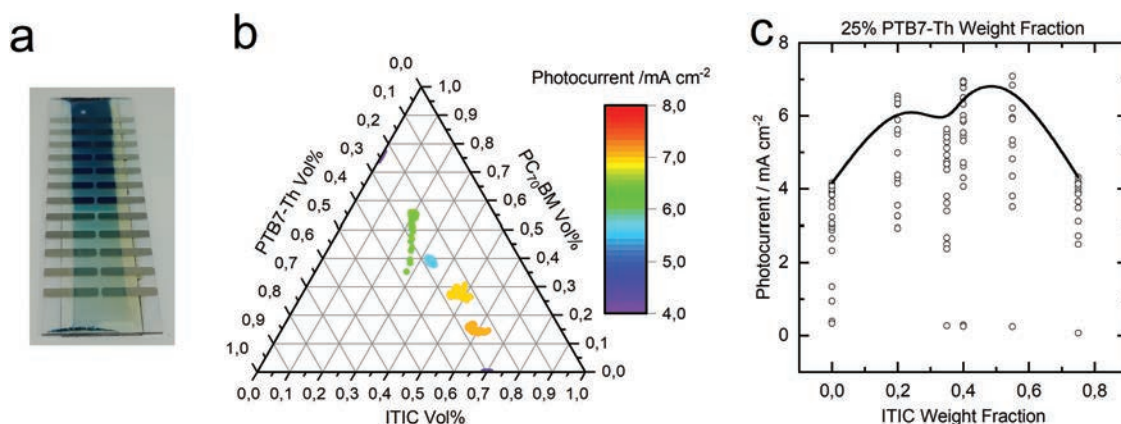 a
b
Photocurrent /mA cm⁻²
8,0
7,0
6,0
5,0
4,0
PTB7-Th Vol%
0,0
0,1
0,2
0,3
0,4
0,5
0,6
0,7
0,8
0,9
1,0
PC₇₀BM Vol%
1,0
0,9
0,8
0,7
0,6
0,5
0,4
0,3
0,2
0,1
0,0
0,0 0,1 0,2 0,3 0,4 0,5 0,6 0,7 0,8 0,9 1,0
ITIC Vol%
c
25% PTB7-Th Weight Fraction
Photocurrent / mA cm⁻²
8
6
4
2
0
0,0 0,2 0,4 0,6 0,8
ITIC Weight Fraction